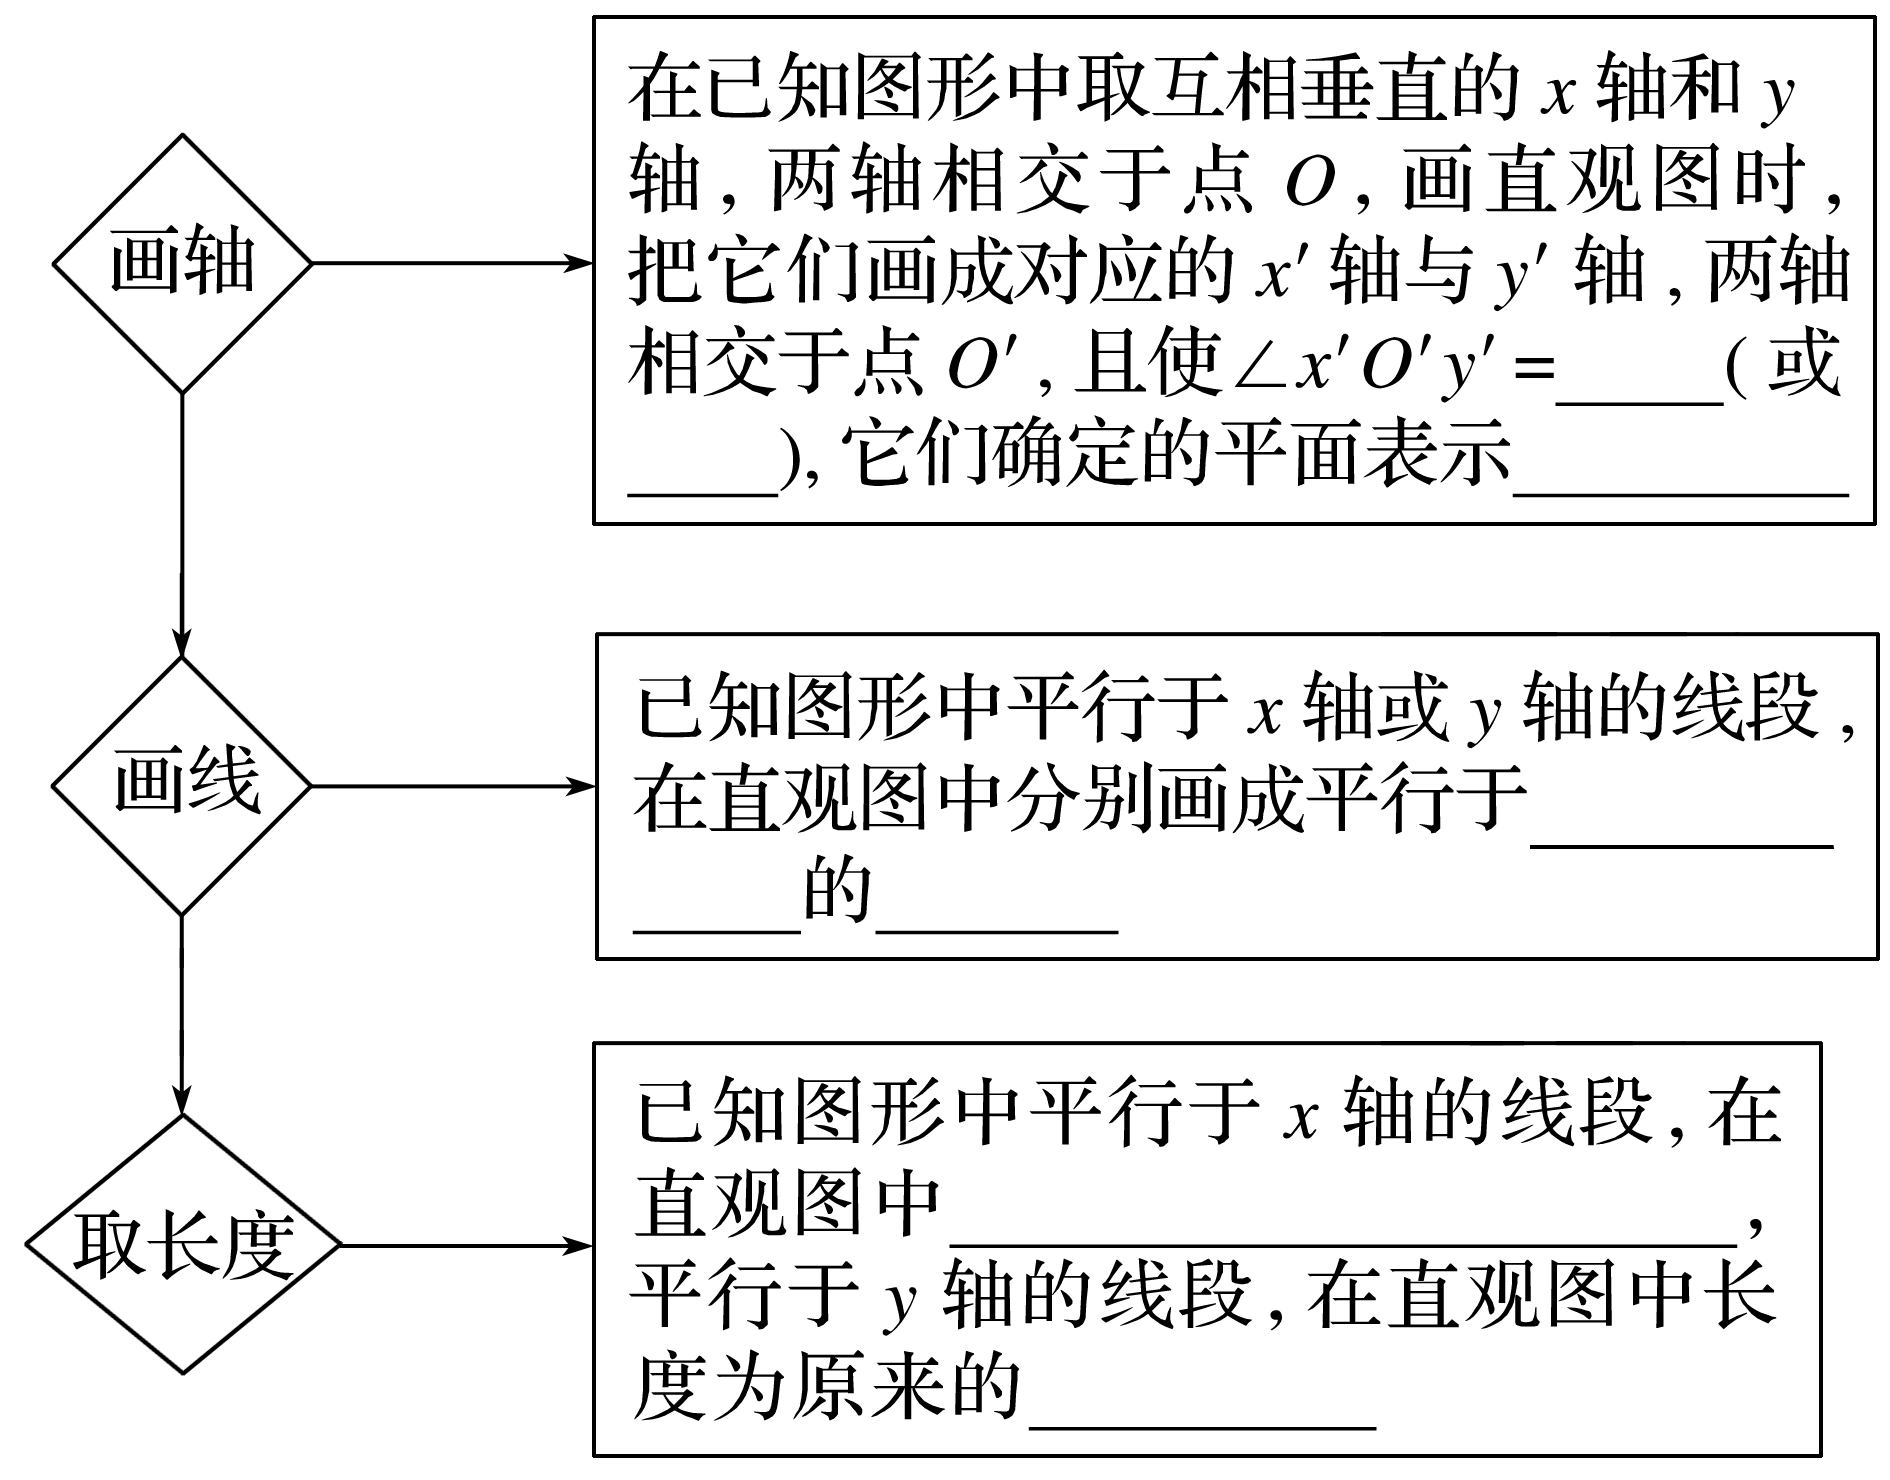 画轴
在已知图形中取互相垂直的 x 轴和 y
轴,两轴相交于点 O,画直观图时,
把它们画成对应的 x′ 轴与 y′ 轴,两轴
相交于点 O′,且使∠x′O′y′=_____(或
_____),它们确定的平面表示__________
画线
已知图形中平行于 x 轴或 y 轴的线段,
在直观图中分别画成平行于_________
_____的_______
取长度
已知图形中平行于 x 轴的线段,在
直观图中_______________________,
平行于 y 轴的线段,在直观图中长
度为原来的__________